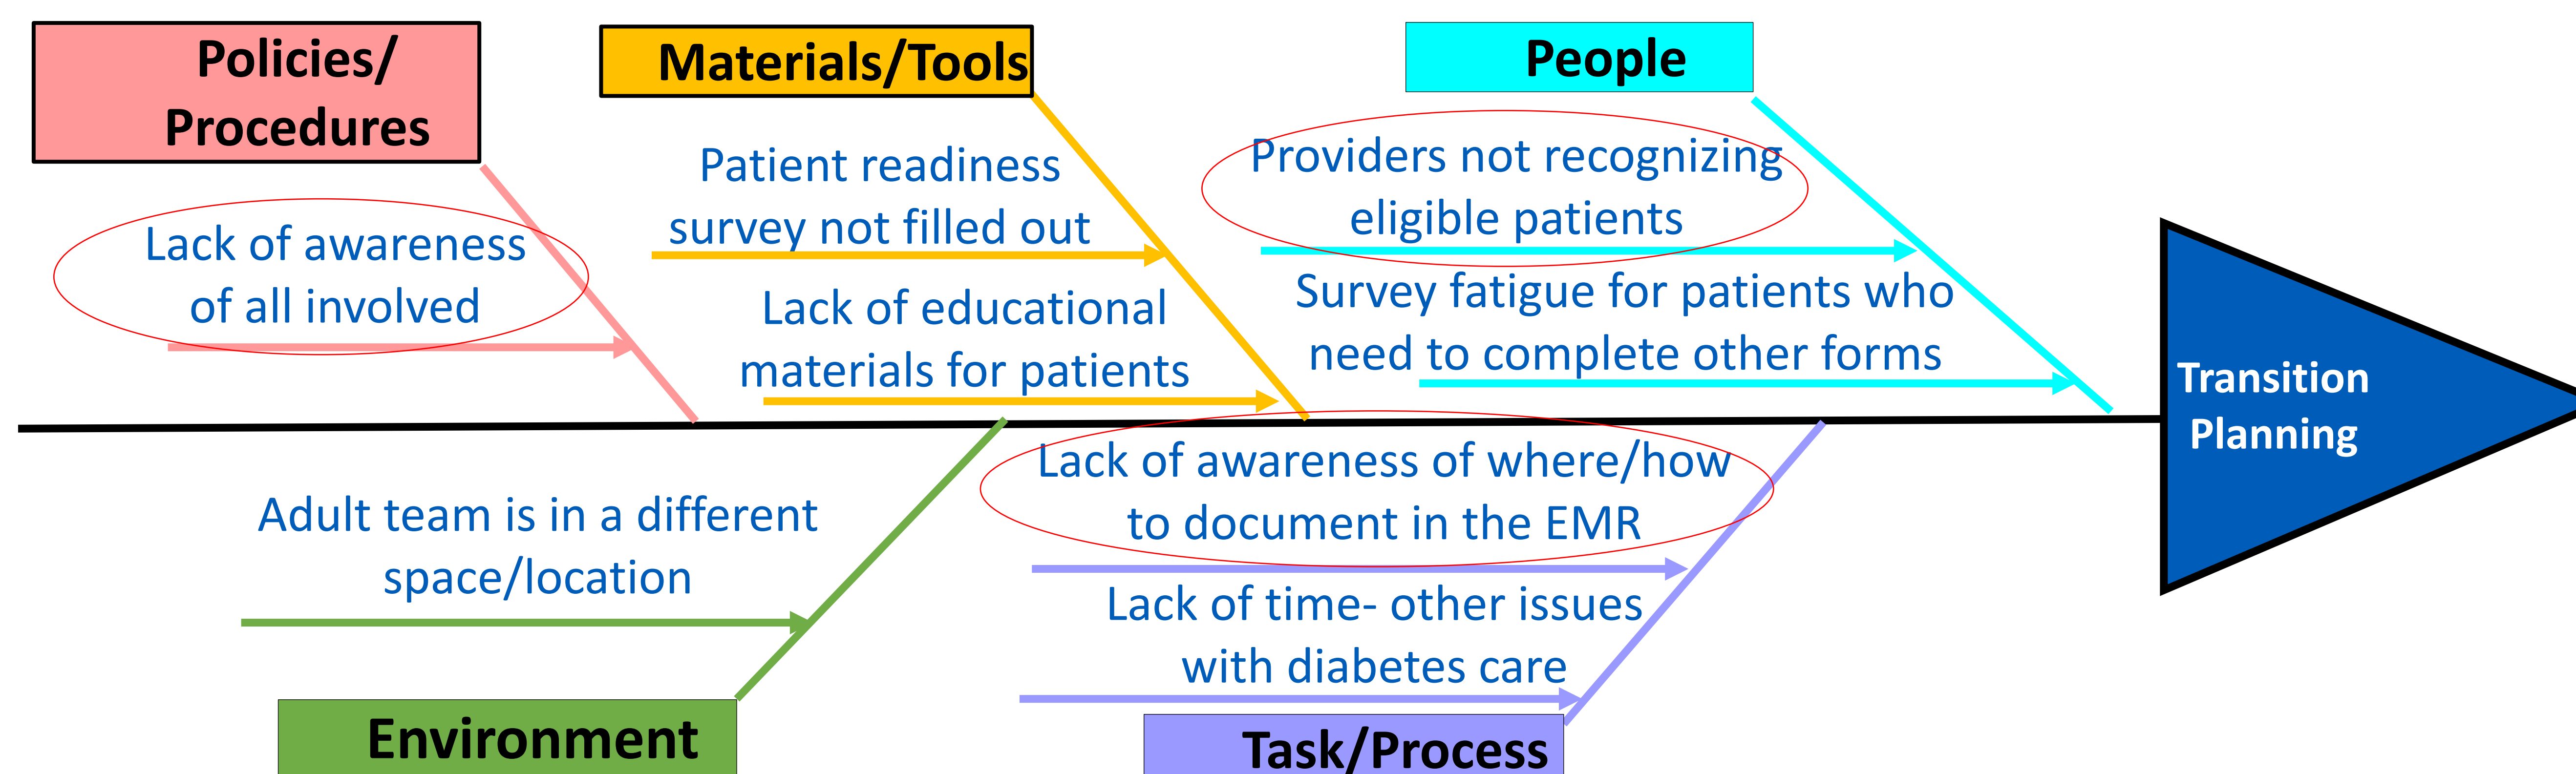 Policies/
Procedures
Lack of awareness
of all involved
Materials/Tools
Patient readiness
survey not filled out
Lack of educational
materials for patients
People
Providers not recognizing
eligible patients
Survey fatigue for patients who
need to complete other forms
Transition
Planning
Adult team is in a different
space/location
Environment
Lack of awareness of where/how
to document in the EMR
Lack of time- other issues
with diabetes care
Task/Process